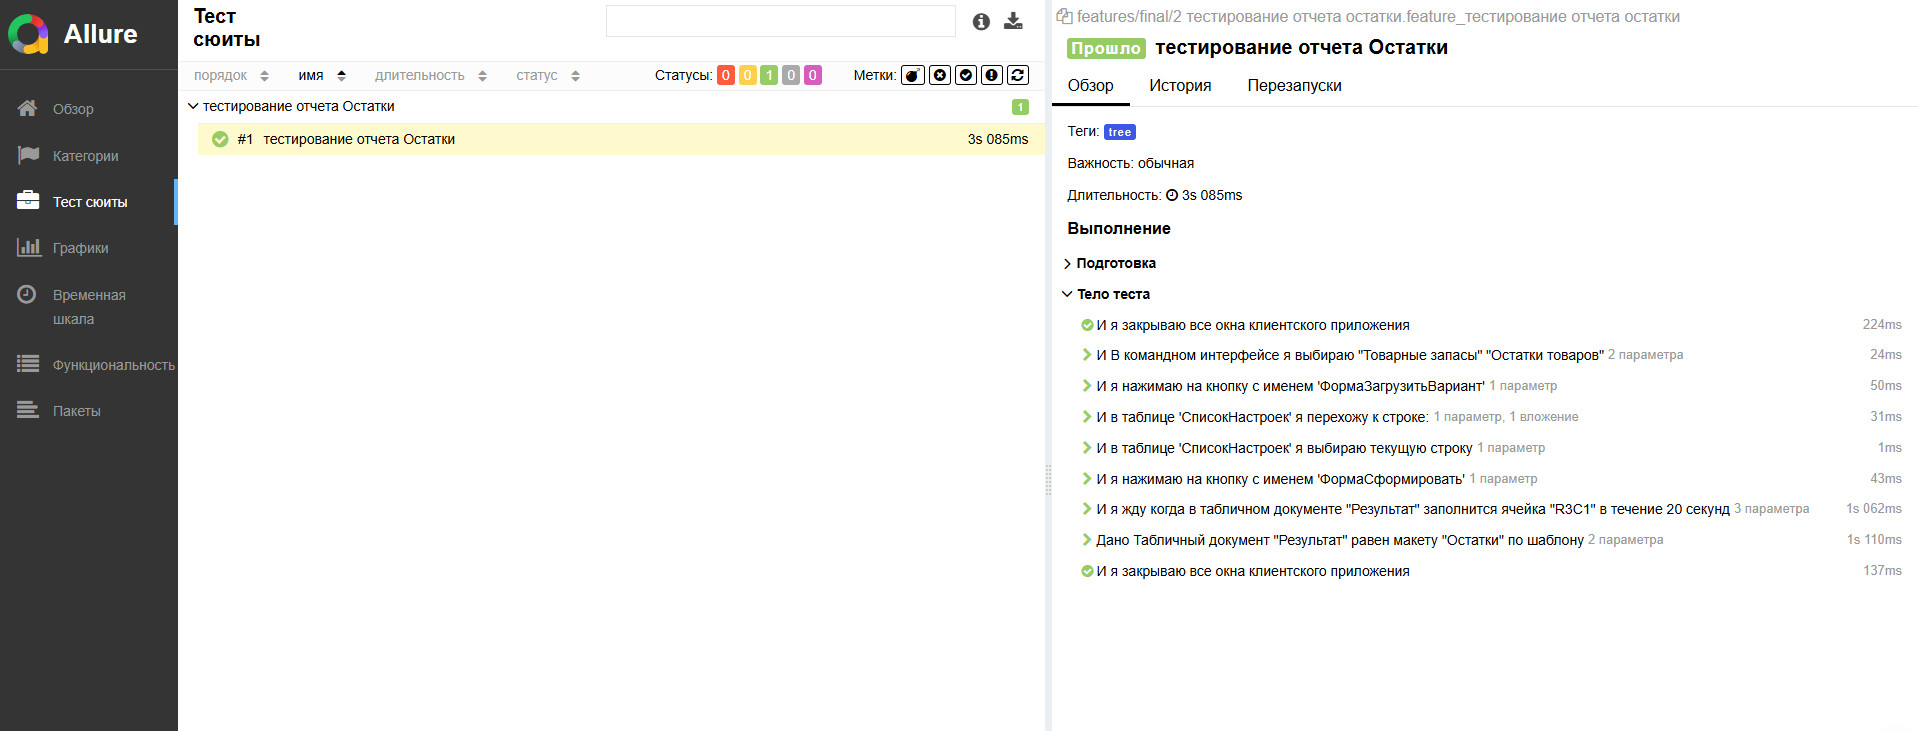 Allure
Обзор
Категории
Тест сюиты
Графики
Временная
шкала
Функциональность
Пакеты
Тест
сюиты
порядок имя длительность статус Статусы: 0 0 1 0 0 Метки:
тестирование отчета Остатки 1
#1 тестирование отчета Остатки 3s 085ms
features/final/2 тестирование отчета остатки.feature_тестирование отчета остатки
Прошло тестирование отчета Остатки
Обзор История Перезапуски
Теги: tree
Важность: обычная
Длительность: 3s 085ms
Выполнение
Подготовка
Тело теста
И я закрываю все окна клиентского приложения 224ms
И В командном интерфейсе я выбираю "Товарные запасы" "Остатки товаров" 2 параметра 24ms
И я нажимаю на кнопку с именем 'ФормаЗагрузитьВариант' 1 параметр 50ms
И в таблице 'СписокНастроек' я перехожу к строке: 1 параметр, 1 вложение 31ms
И в таблице 'СписокНастроек' я выбираю текущую строку 1 параметр 1ms
И я нажимаю на кнопку с именем 'ФормаСформировать' 1 параметр 43ms
И я жду когда в табличном документе "Результат" заполнится ячейка "R3C1" в течение 20 секунд 3 параметра 1s 062ms
Дано Табличный документ "Результат" равен макету "Остатки" по шаблону 2 параметра 1s 110ms
И я закрываю все окна клиентского приложения 137ms